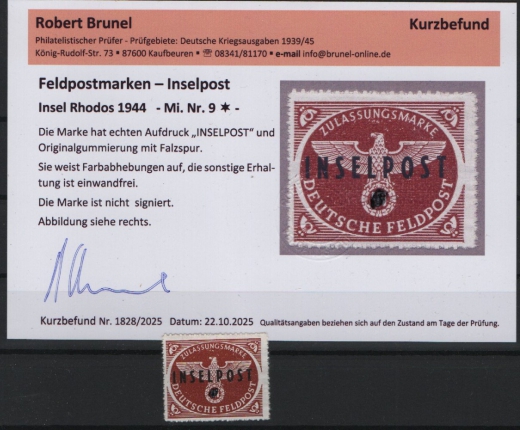 Robert Brunel Kurzbefund
Philatelistischer Prüfer - Prüfgebiete: Deutsche Kriegsausgaben 1939/45
König-Rudolf-Str. 73 * 87600 Kaufbeuren * ☏ 08341/81170 * e-mail info@brunel-online.de
Feldpostmarken – Inselpost
Insel Rhodos 1944 - Mi. Nr. 9 ✶ -
Die Marke hat echten Aufdruck „INSELPOST" und
Originalgummierung mit Falzspur.
Sie weist Farbabhebungen auf, die sonstige Erhal-
tung ist einwandfrei.
Die Marke ist nicht signiert.
Abbildung siehe rechts.
ZULASSUNGSMARKE
INSELPOST
DEUTSCHE FELDPOST
Kurzbefund Nr. 1828/2025 Datum: 22.10.2025 Qualitätsangaben beziehen sich auf den Zustand am Tage der Prüfung.
ZULASSUNGSMARKE
INSELPOST
DEUTSCHE FELDPOST